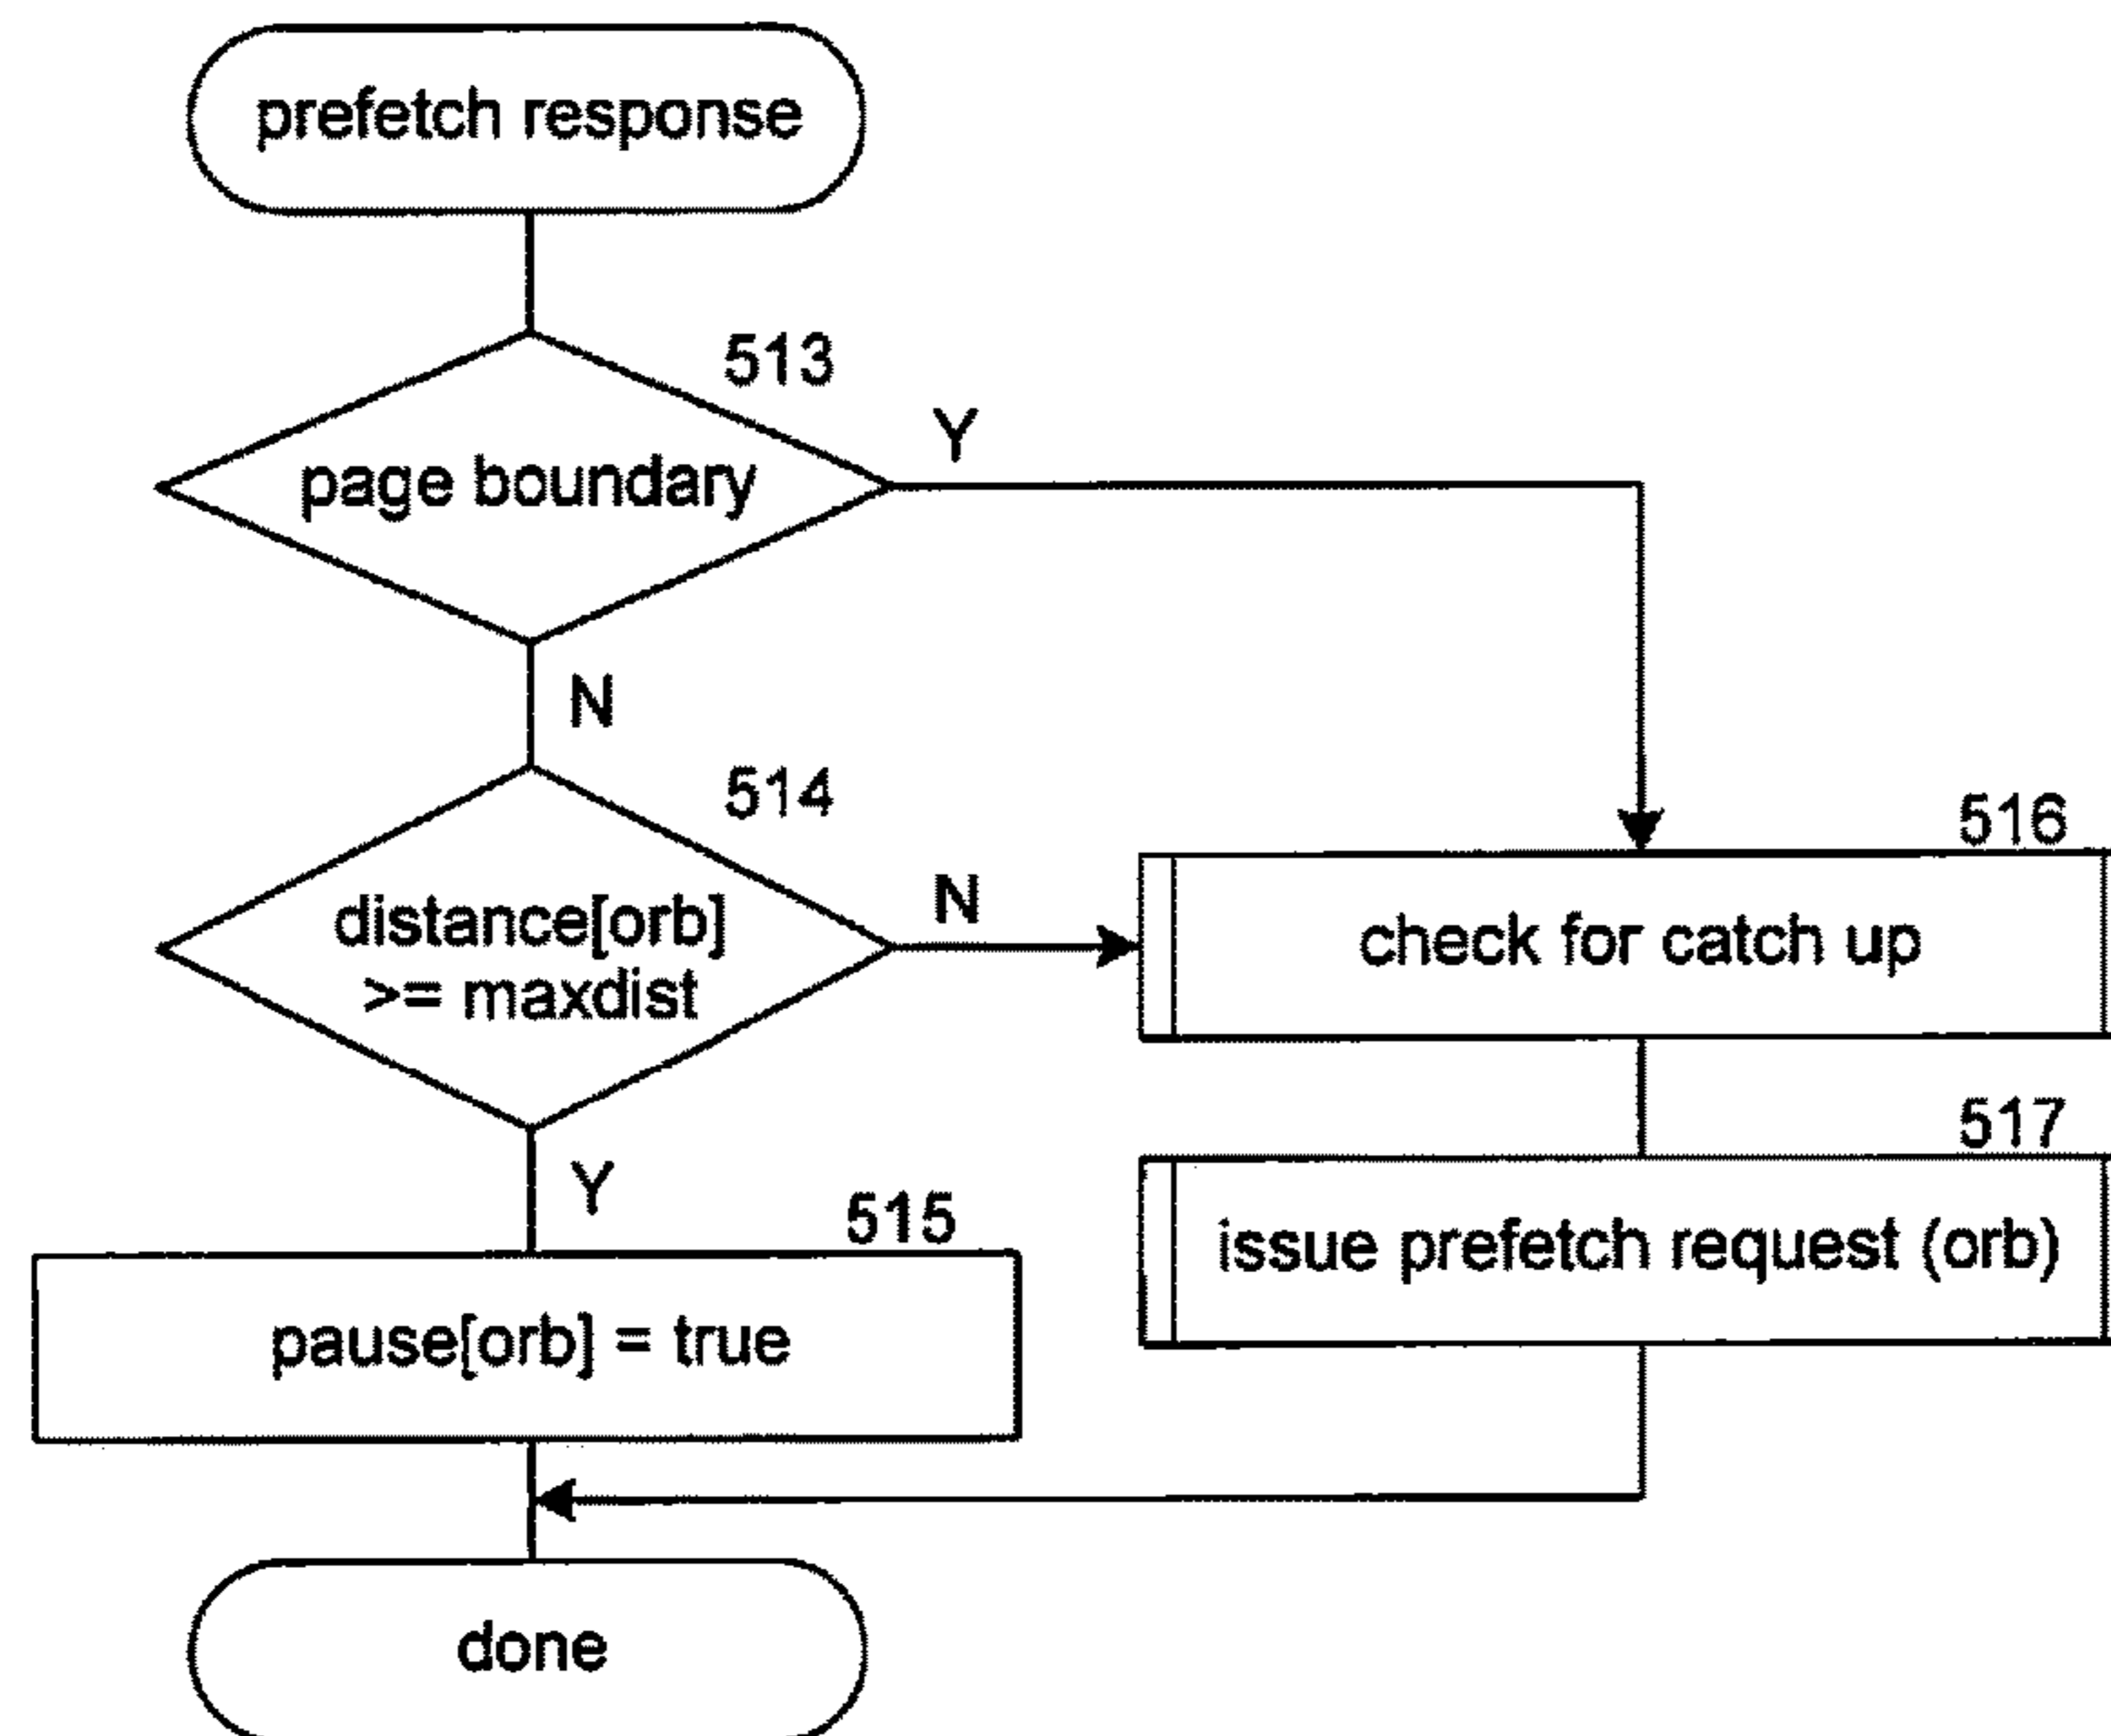 prefetch response
513
page boundary
Y
N
514
distance[orb]
>= maxdist
N
516
check for catch up
Y
515
pause[orb] = true
517
issue prefetch request (orb)
done